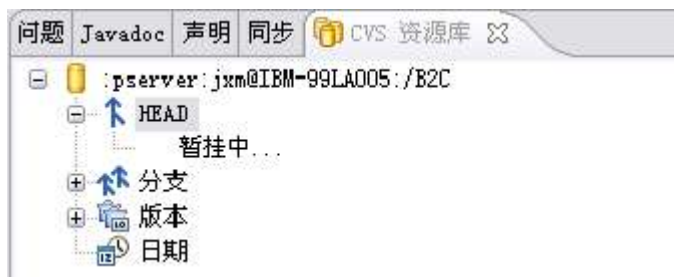 问题 Javadoc 声明 同步 CVS 资源库
:pserver:jxm@IBM-99LA005:/B2C
HEAD
暂挂中...
分支
版本
日期